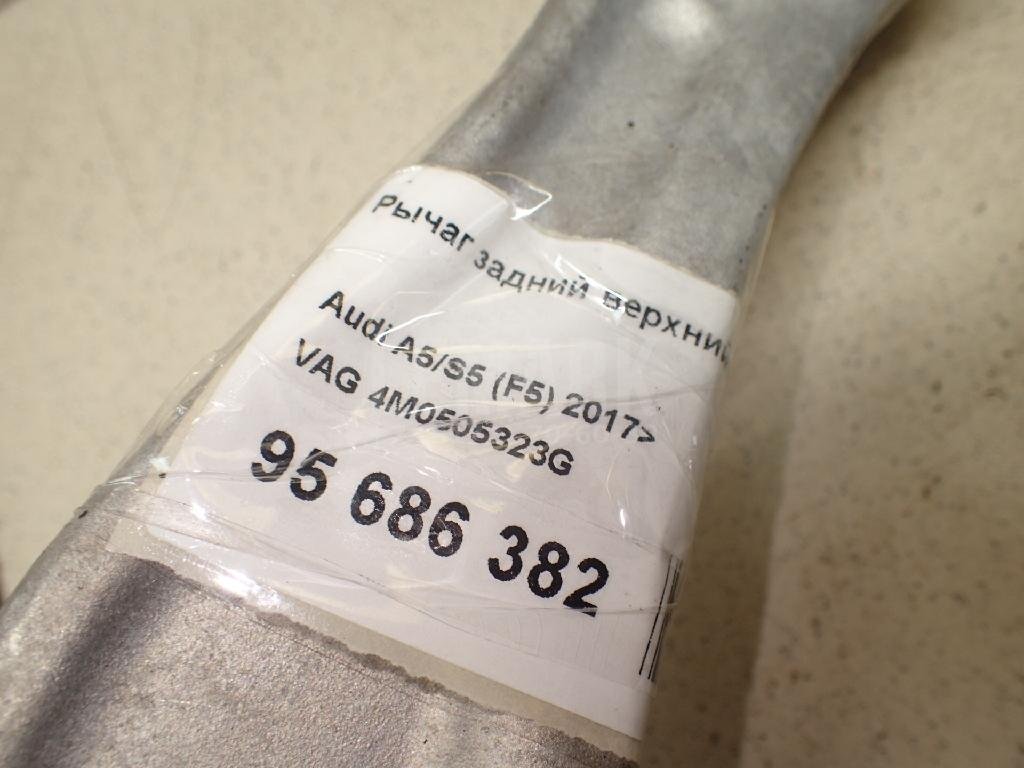 Рычаг задний верхний
Audi A5/S5 (F5) 2017>
VAG 4M0505323G
95 686 382